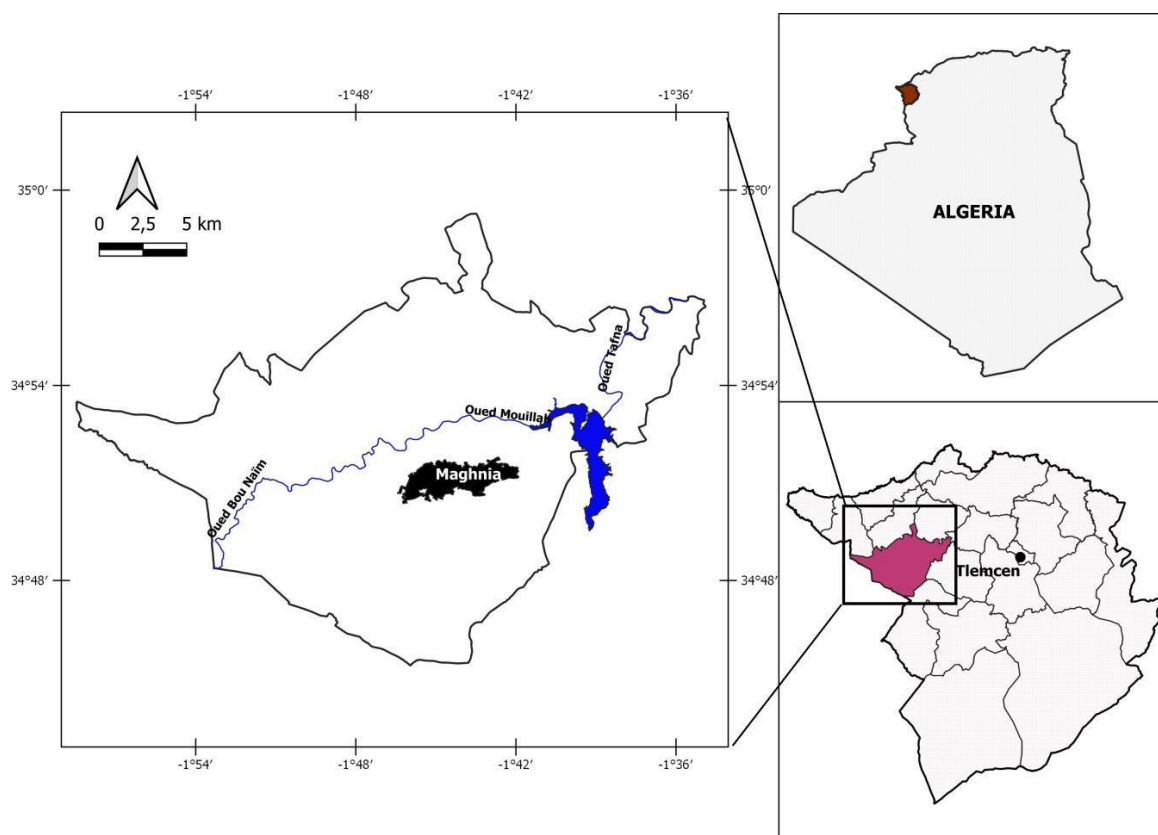 -1°54′ -1°48′ -1°42′ -1°36′
35°0′ 35°0′
0 2,5 5 km
ALGERIA
Oued Tafna
34°54′ 34°54′
Oued Mouillah
Maghnia
Oued Bou Naïm
34°48′ 34°48′
Tlemcen
-1°54′ -1°48′ -1°42′ -1°36′